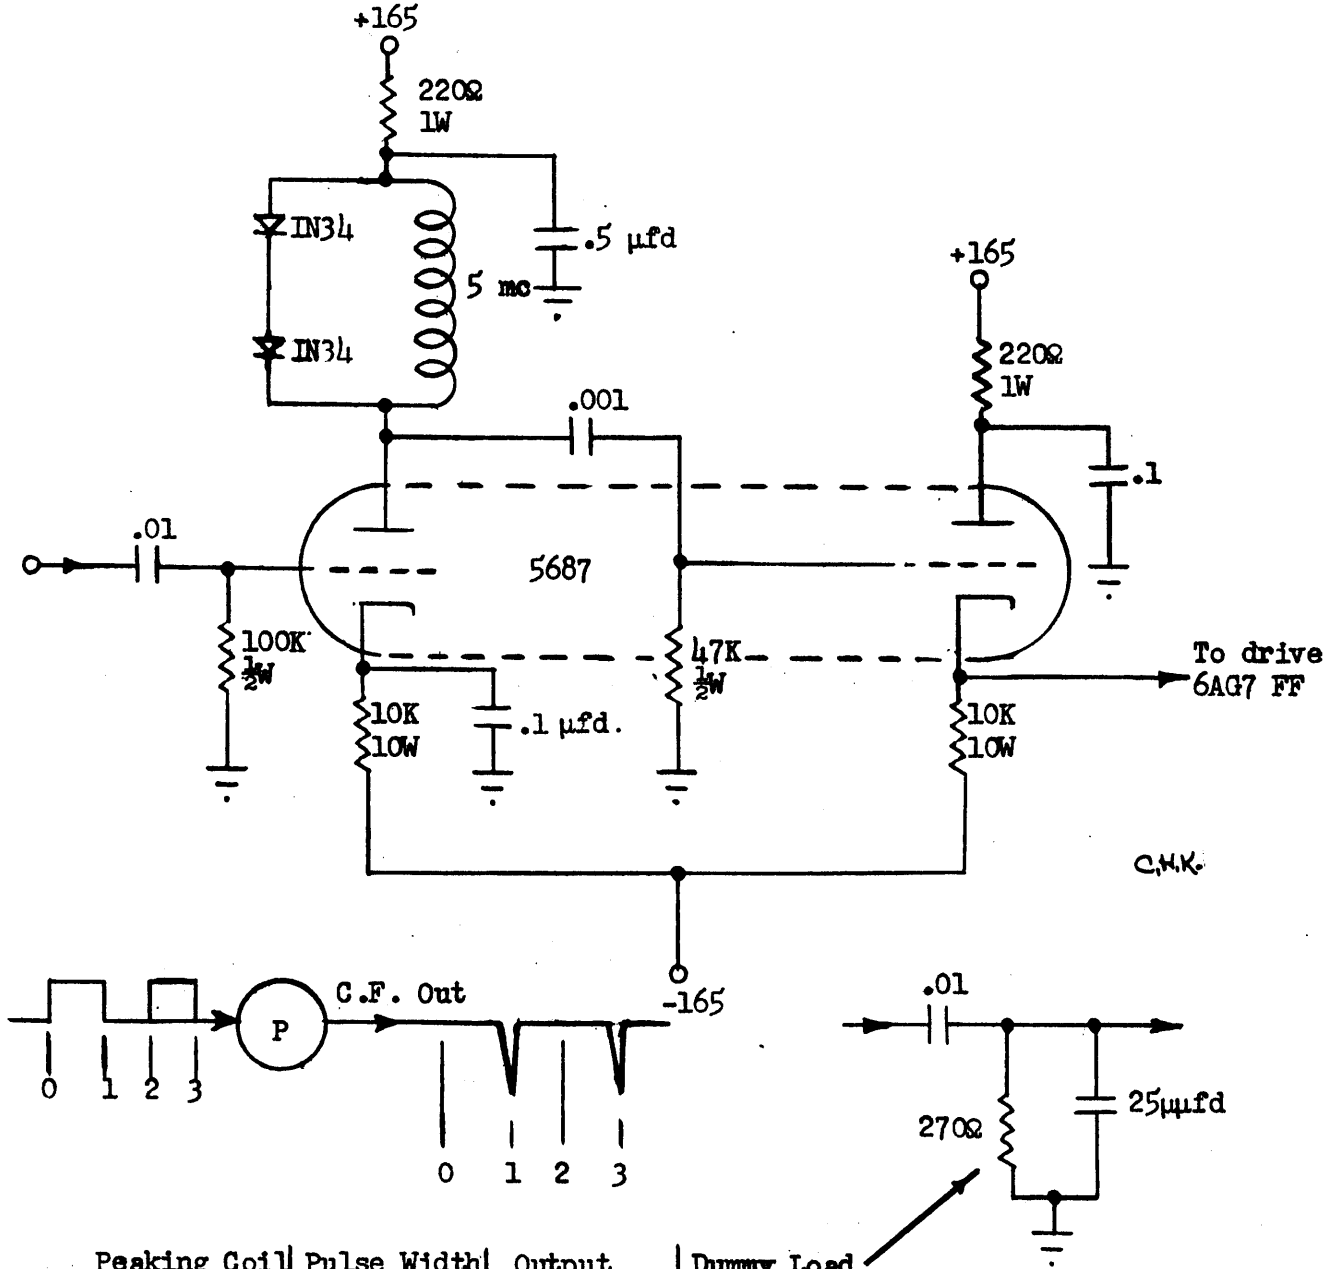 +165
220Ω
1W
IN34
.5 μfd
5 mc
IN34
+165
220Ω
1W
.001
.1
.01
5687
100K
½W
47K
½W
To drive
6AG7 FF
10K
10W
.1 μfd.
10K
10W
C.H.K.
-165
C.F. Out
P
0 1 2 3
0 1 2 3
.01
270Ω
25μμfd
Peaking Coil Pulse Width Output Dummy Load